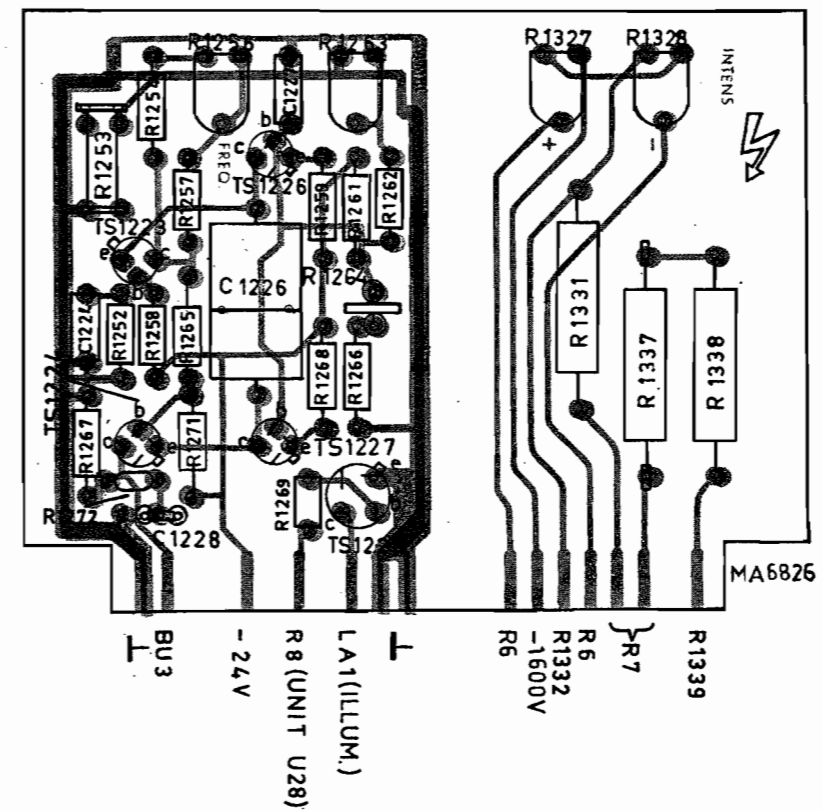 R1256
R1263
R1327
R1328
INTENS
R1254
C1227
R1253
b
c
FREQ.
TS1226
R1257
R1259
R1261
R1262
+
-
TS1223
e
c
b
C1226
R1264
R1331
R1337
R1338
C1224
R1252
R1258
R1265
R1268
R1266
b
b
c
e
c
e
TS1227
R1267
R1271
R1269
e
b
c
R1272
C1228
MA6826
BU3
-24V
R8(UNIT U28)
LA1(ILLUM.)
R6
-1600V
R1332
R6
R7
R1339